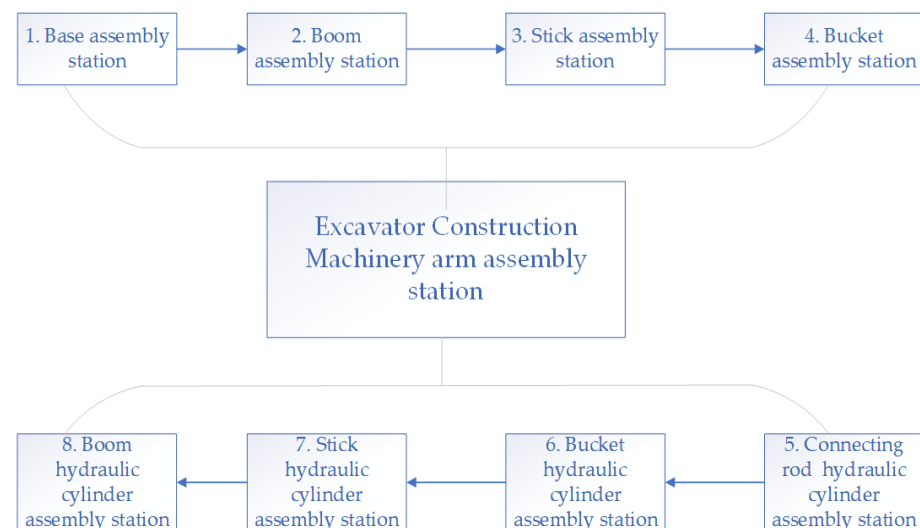 1. Base assembly
station
2. Boom
assembly station
3. Stick assembly
station
4. Bucket
assembly station
Excavator Construction
Machinery arm assembly
station
8. Boom
hydraulic
cylinder
assembly station
7. Stick
hydraulic
cylinder
assembly station
6. Bucket
hydraulic
cylinder
assembly station
5. Connecting
rod hydraulic
cylinder
assembly station